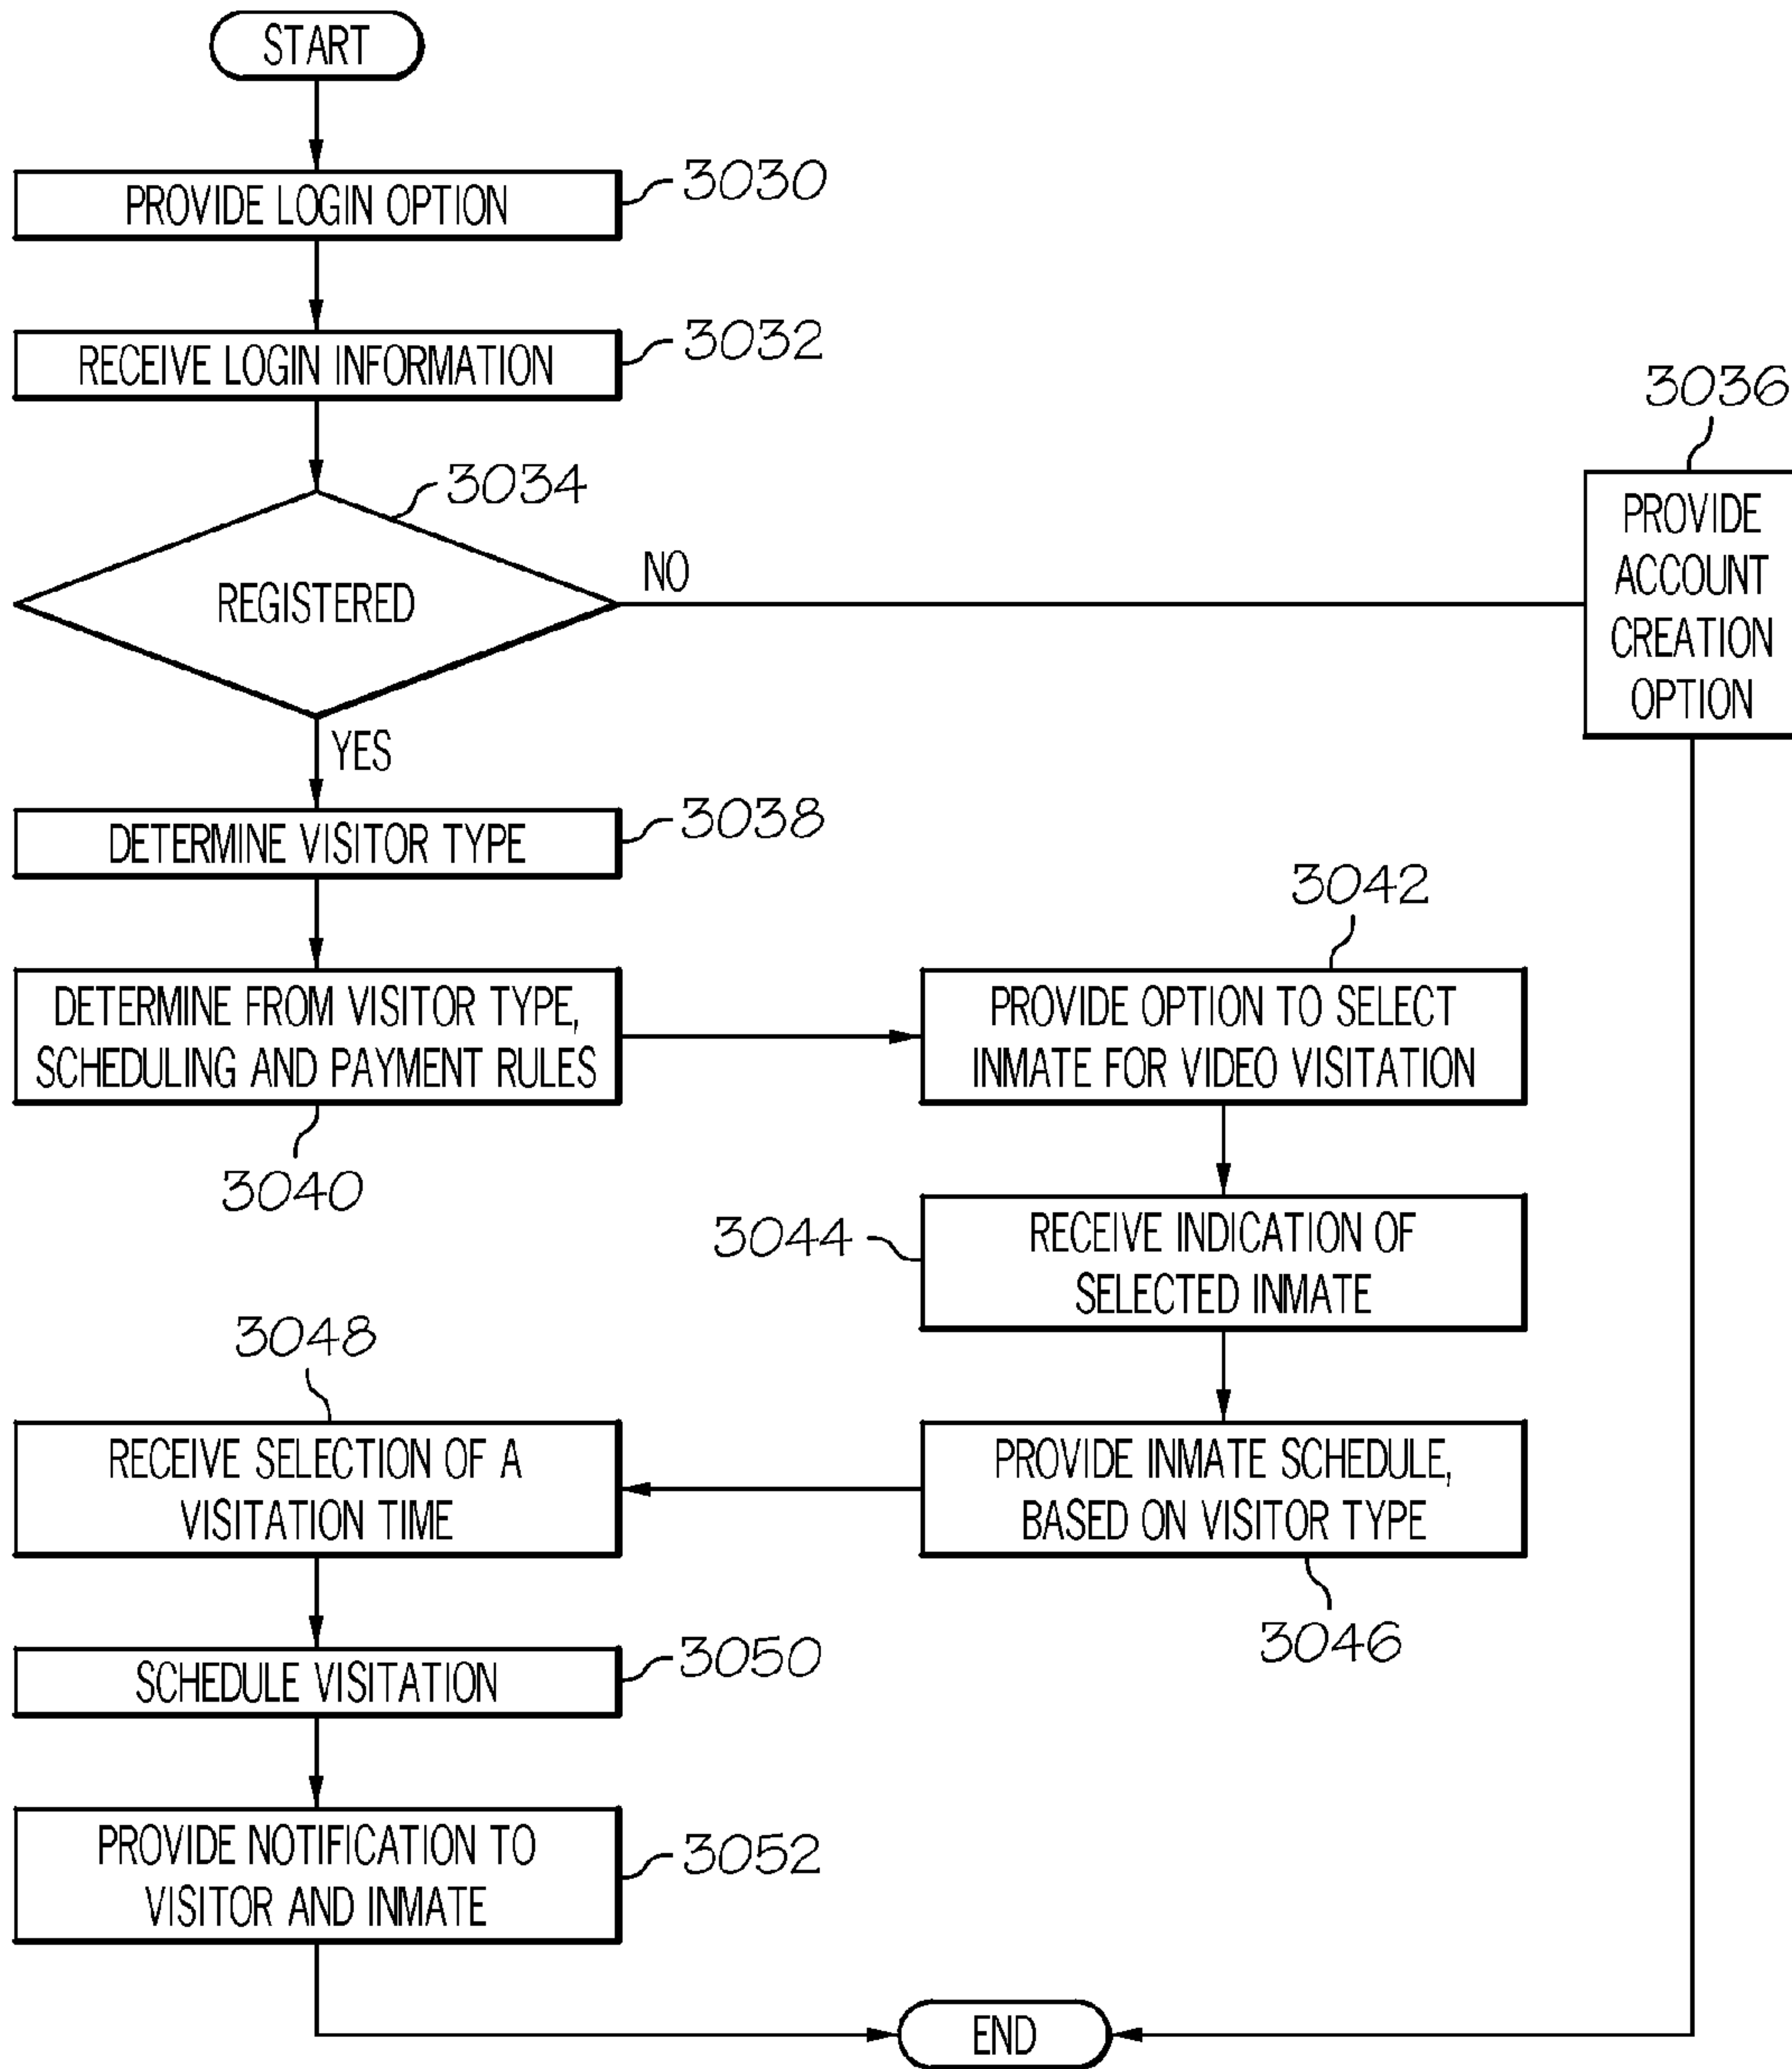 START
PROVIDE LOGIN OPTION
3030
RECEIVE LOGIN INFORMATION
3032
3036
3034
REGISTERED
NO
PROVIDE
ACCOUNT
CREATION
OPTION
YES
DETERMINE VISITOR TYPE
3038
3042
DETERMINE FROM VISITOR TYPE,
SCHEDULING AND PAYMENT RULES
3040
PROVIDE OPTION TO SELECT
INMATE FOR VIDEO VISITATION
3044
RECEIVE INDICATION OF
SELECTED INMATE
3048
RECEIVE SELECTION OF A
VISITATION TIME
PROVIDE INMATE SCHEDULE,
BASED ON VISITOR TYPE
3046
SCHEDULE VISITATION
3050
PROVIDE NOTIFICATION TO
VISITOR AND INMATE
3052
END